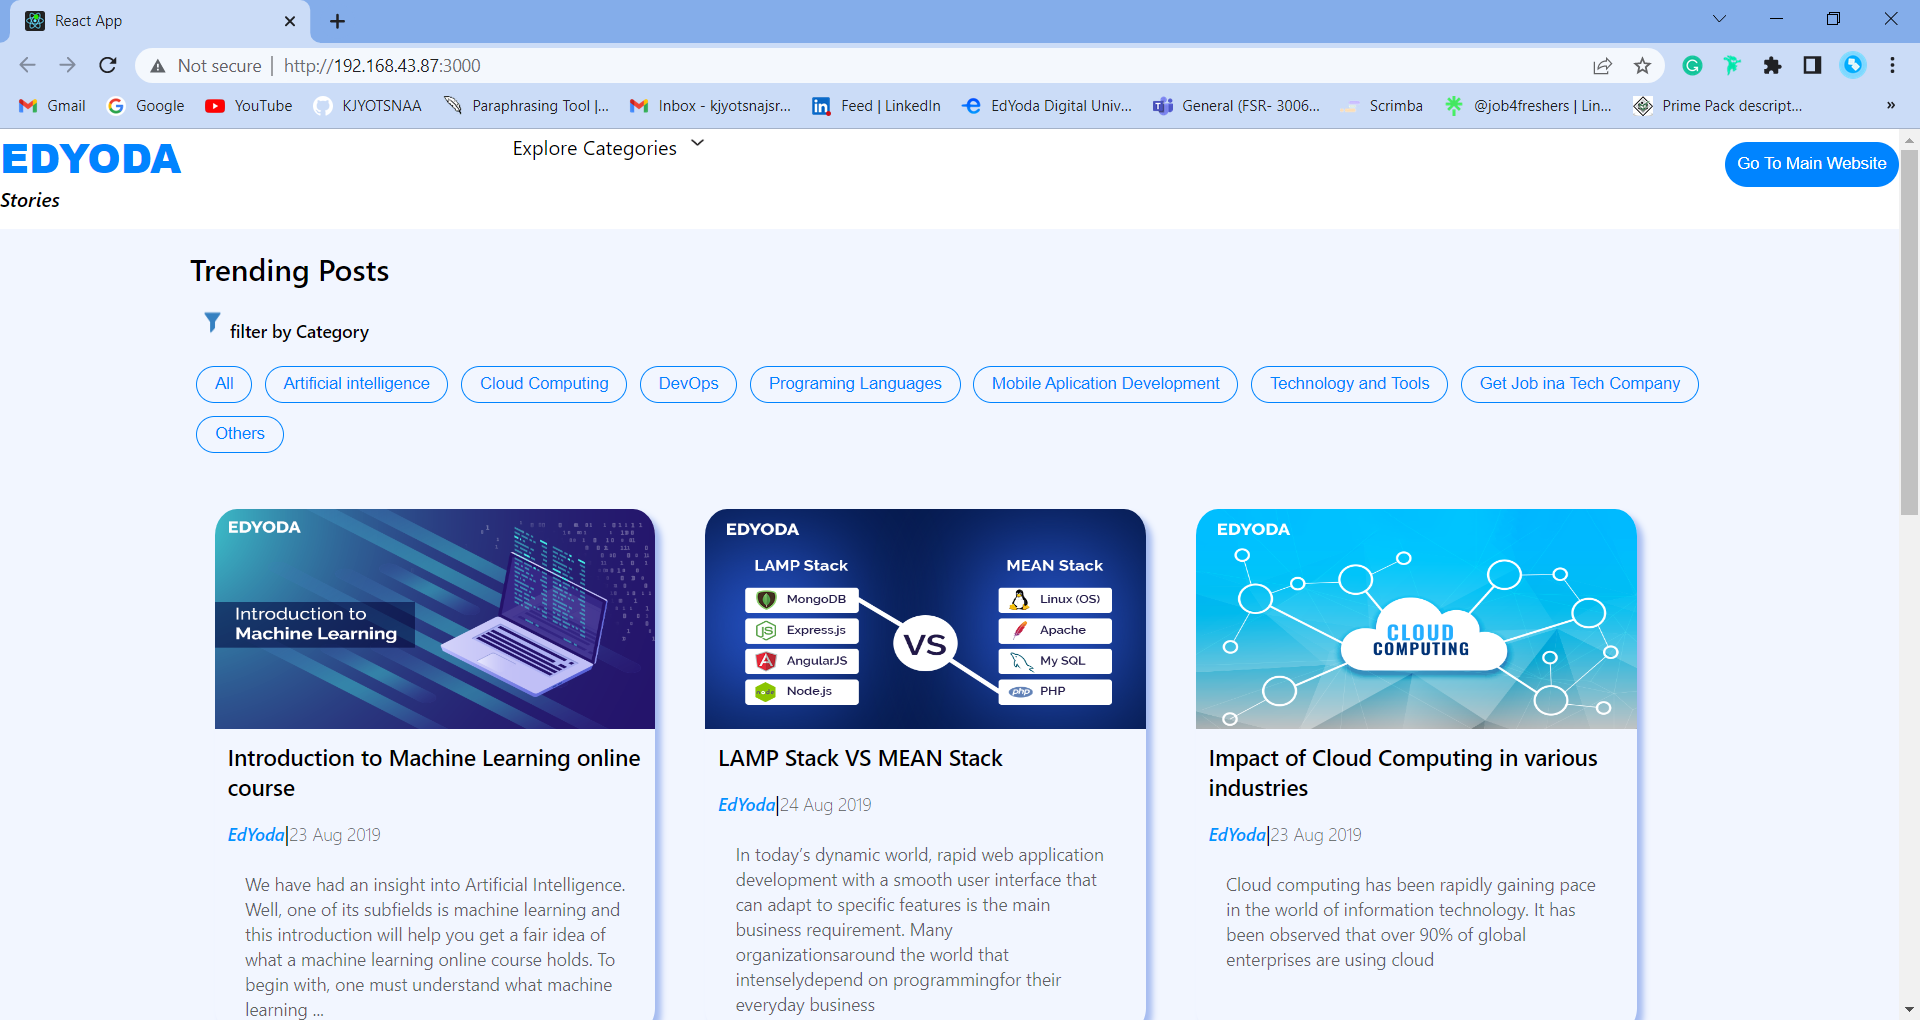 React App
Not secure | http://192.168.43.87:3000
Gmail Google YouTube KJYOTSNAA Paraphrasing Tool |... Inbox - kjyotsnajsr... Feed | LinkedIn EdYoda Digital Univ... General (FSR- 3006... Scrimba @job4freshers | Lin... Prime Pack descript... »
EDYODA
Stories
Explore Categories
Go To Main Website
Trending Posts
filter by Category
All Artificial intelligence Cloud Computing DevOps Programing Languages Mobile Aplication Development Technology and Tools Get Job ina Tech Company
Others
EDYODA
Introduction to
Machine Learning
Introduction to Machine Learning online
course
EdYoda|23 Aug 2019
We have had an insight into Artificial Intelligence.
Well, one of its subfields is machine learning and
this introduction will help you get a fair idea of
what a machine learning online course holds. To
begin with, one must understand what machine
learning ...
EDYODA
LAMP Stack
MongoDB
Express.js
AngularJS
Node.js
VS
MEAN Stack
Linux (OS)
Apache
My SQL
php PHP
LAMP Stack VS MEAN Stack
EdYoda|24 Aug 2019
In today’s dynamic world, rapid web application
development with a smooth user interface that
can adapt to specific features is the main
business requirement. Many
organizationsaround the world that
intenselydepend on programmingfor their
everyday business
EDYODA
CLOUD
COMPUTING
Impact of Cloud Computing in various
industries
EdYoda|23 Aug 2019
Cloud computing has been rapidly gaining pace
in the world of information technology. It has
been observed that over 90% of global
enterprises are using cloud